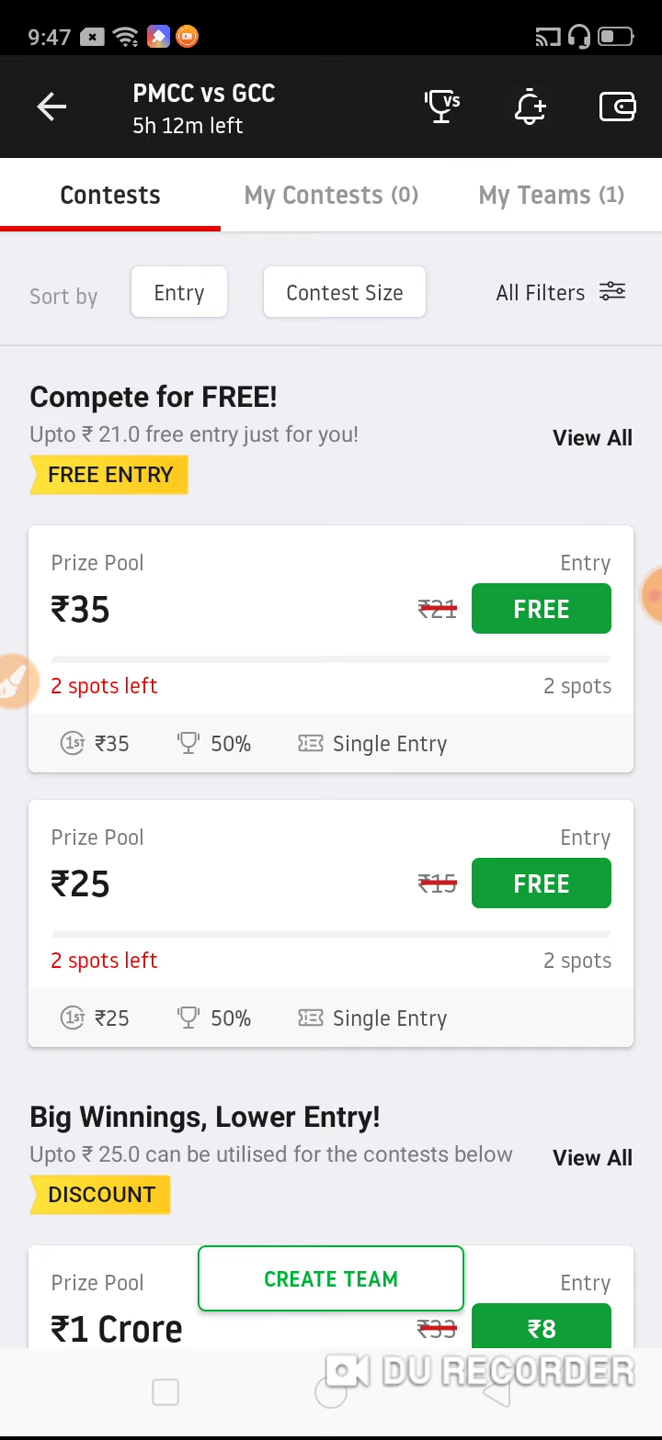 9:47
PMCC vs GCC
5h 12m left
VS
Contests
My Contests (0)
My Teams (1)
Sort by
Entry
Contest Size
All Filters
Compete for FREE!
Upto ₹ 21.0 free entry just for you!
View All
FREE ENTRY
Prize Pool
Entry
₹35
₹21
FREE
2 spots left
2 spots
1ST ₹35
50%
Single Entry
Prize Pool
Entry
₹25
₹15
FREE
2 spots left
2 spots
1ST ₹25
50%
Single Entry
Big Winnings, Lower Entry!
Upto ₹ 25.0 can be utilised for the contests below
View All
DISCOUNT
CREATE TEAM
Prize Pool
Entry
₹1 Crore
₹33
₹8
DU RECORDER